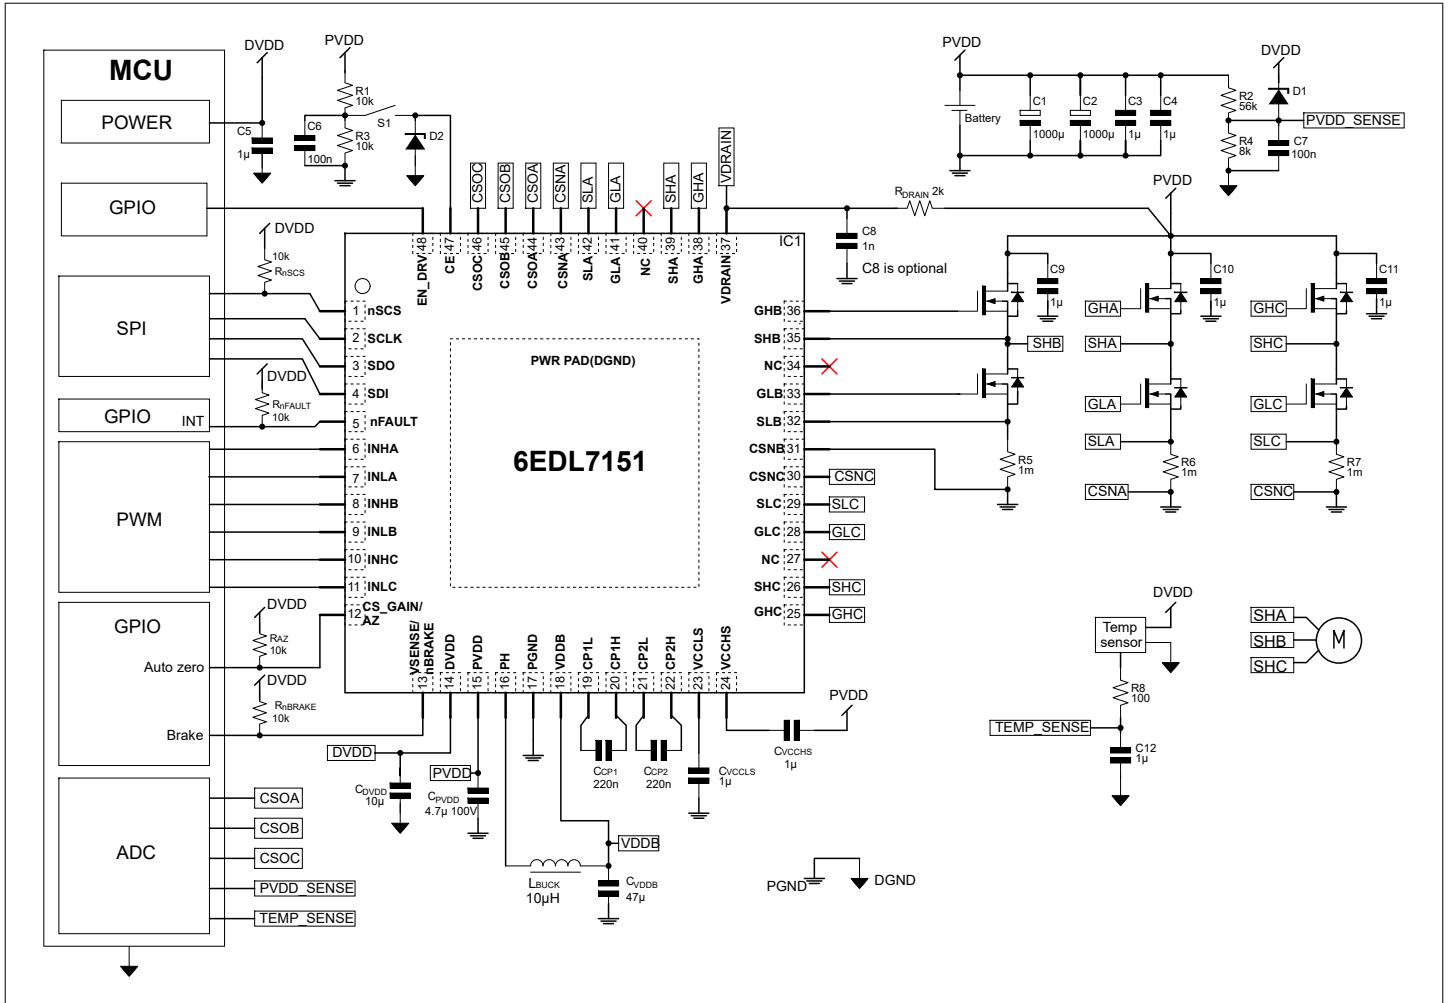 MCU
POWER
GPIO
SPI
GPIO
INT
PWM
GPIO
Auto zero
Brake
ADC
DVDD
C5
1µ
PVDD
R1
10k
C6
100n
R3
10k
S1
D2
DVDD
10k
RnSCS
DVDD
RnFAULT
10k
DVDD
RAZ
10k
DVDD
RnBRAKE
10k
CSOA
CSOB
CSOC
PVDD_SENSE
TEMP_SENSE
CSOC
CSOB
CSOA
CSNA
SLA
GLA
SHA
GHA
VDRAIN
48
47
46
45
44
43
42
41
40
39
38
37
EN_DRV
CE
CSOC
CSOB
CSOA
CSNA
SLA
GLA
NC
SHA
GHA
VDRAIN
IC1
1 nSCS
2 SCLK
3 SDO
4 SDI
5 nFAULT
6 INHA
7 INLA
8 INHB
9 INLB
10 INHC
11 INLC
12 CS_GAIN/
AZ
PWR PAD(DGND)
6EDL7151
GHB 36
SHB 35
NC 34
GLB 33
SLB 32
CSNB 31
CSNC 30 CSNC
SLC 29 SLC
GLC 28 GLC
NC 27
SHC 26 SHC
GHC 25 GHC
VSENSE/
nBRAKE
DVDD
PVDD
PH
PGND
VDDB
CP1L
CP1H
CP2L
CP2H
VCCLS
VCCHS
13
14
15
16
17
18
19
20
21
22
23
24
DVDD
CDVDD
10µ
PVDD
CPVDD
4.7µ 100V
LBUCK
10µH
VDDB
CVDDB
47µ
CCP1
220n
CCP2
220n
CVCCLS
1µ
CVCCHS
1µ
PVDD
PVDD
Battery
C1
1000µ
C2
1000µ
C3
1µ
C4
1µ
R2
56k
R4
8k
DVDD
D1
PVDD_SENSE
C7
100n
RDRAIN 2k
C8
1n
C8 is optional
PVDD
C9
1µ
C10
1µ
C11
1µ
SHB
GHA
SHA
GLA
SLA
CSNA
GHC
SHC
GLC
SLC
CSNC
R5
1m
R6
1m
R7
1m
DVDD
Temp
sensor
R8
100
TEMP_SENSE
C12
1µ
SHA
SHB
SHC
M
PGND
DGND